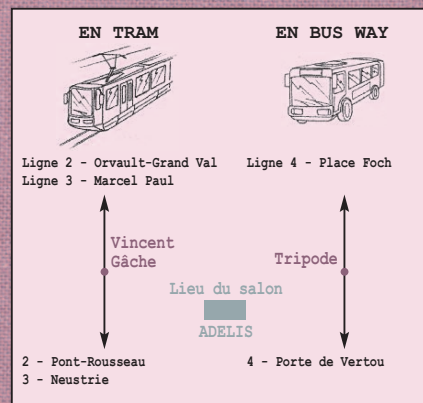 EN TRAM
EN BUS WAY
Ligne 2 - Orvault-Grand Val
Ligne 3 - Marcel Paul
Ligne 4 - Place Foch
Vincent
Gâche
Tripode
Lieu du salon
ADELIS
2 - Pont-Rousseau
3 - Neustrie
4 - Porte de Vertou